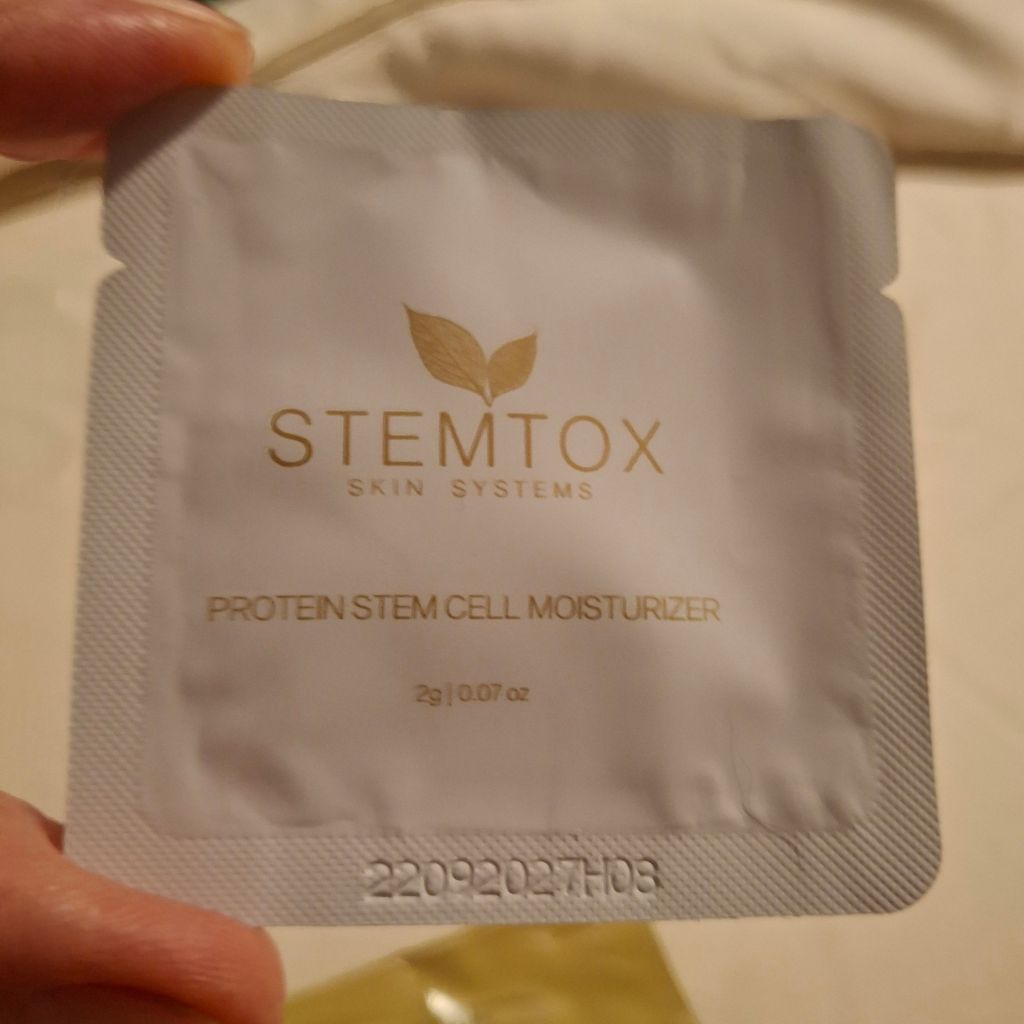 STEMTOX
SKIN SYSTEMS
PROTEIN STEM CELL MOISTURIZER
2g | 0.07 oz
22092027H08